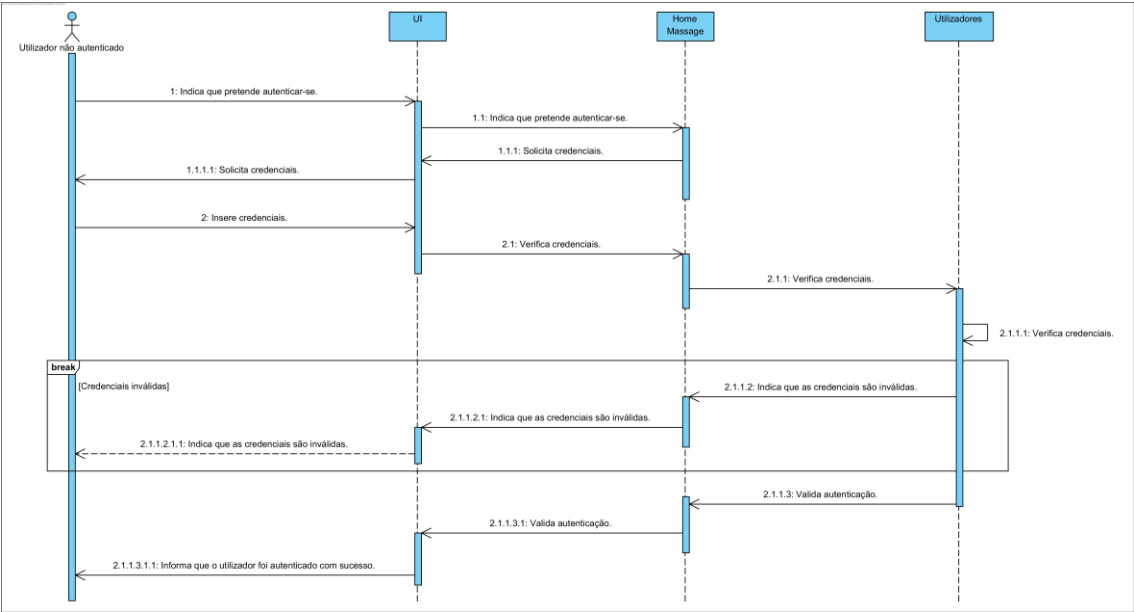 Utilizador não autenticado
UI
Home
Massage
Utilizadores
1: Indica que pretende autenticar-se.
1.1: Indica que pretende autenticar-se.
1.1.1: Solicita credenciais.
1.1.1.1: Solicita credenciais.
2: Insere credenciais.
2.1: Verifica credenciais.
2.1.1: Verifica credenciais.
2.1.1.1: Verifica credenciais.
break
[Credenciais inválidas]
2.1.1.2: Indica que as credenciais são inválidas.
2.1.1.2.1: Indica que as credenciais são inválidas.
2.1.1.2.1.1: Indica que as credenciais são inválidas.
2.1.1.3: Valida autenticação.
2.1.1.3.1: Valida autenticação.
2.1.1.3.1.1: Informa que o utilizador foi autenticado com sucesso.